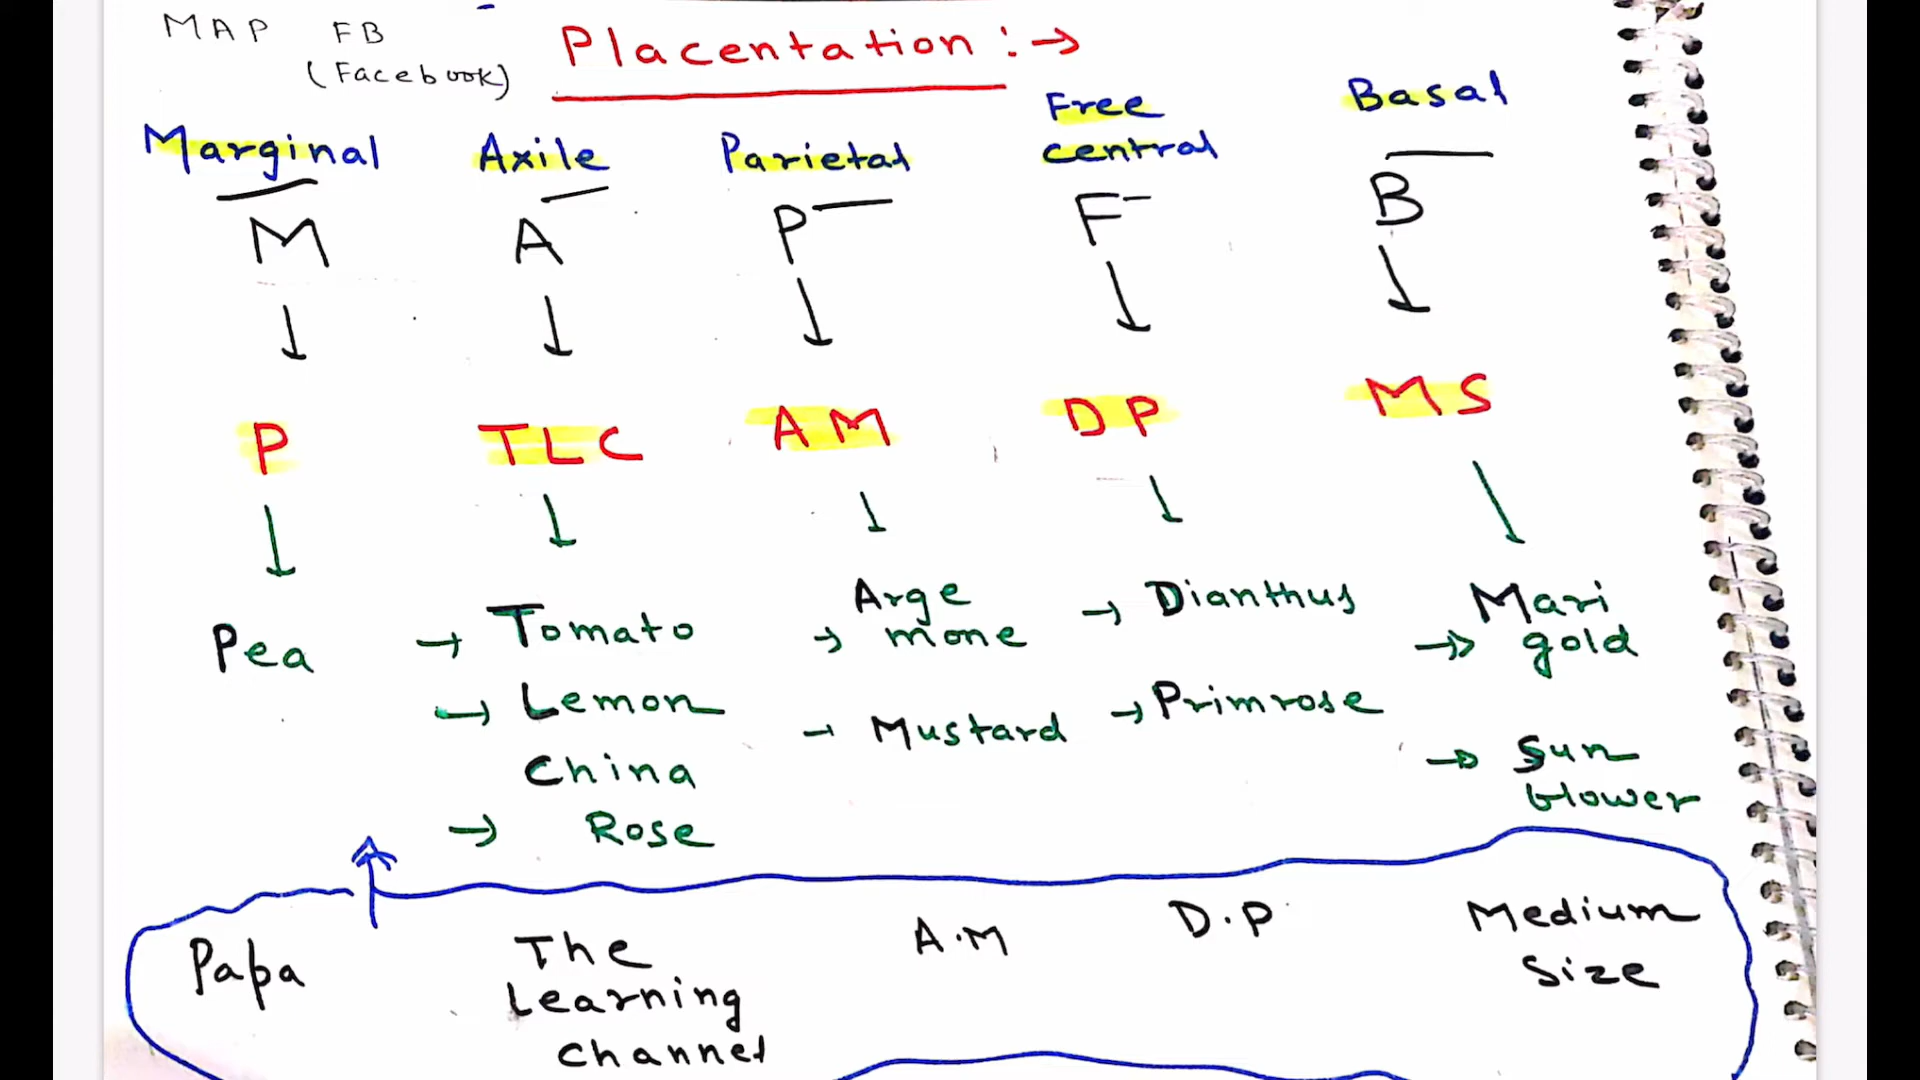 MAP FB
(Facebook)
Placentation :→
Marginal Axile Parietal Free central Basal
M A P F B
↓ ↓ ↓ ↓ ↓
P TLC AM DP MS
↓ ↓ ↓ ↓ ↓
Pea
→ Tomato
→ Lemon
China
→ Rose
→ Arge
mone
→ Mustard
→ Dianthus
→ Primrose
→ Mari
gold
→ Sun
flower
Papa
The
Learning
Channel
A.M
D.P
Medium
Size